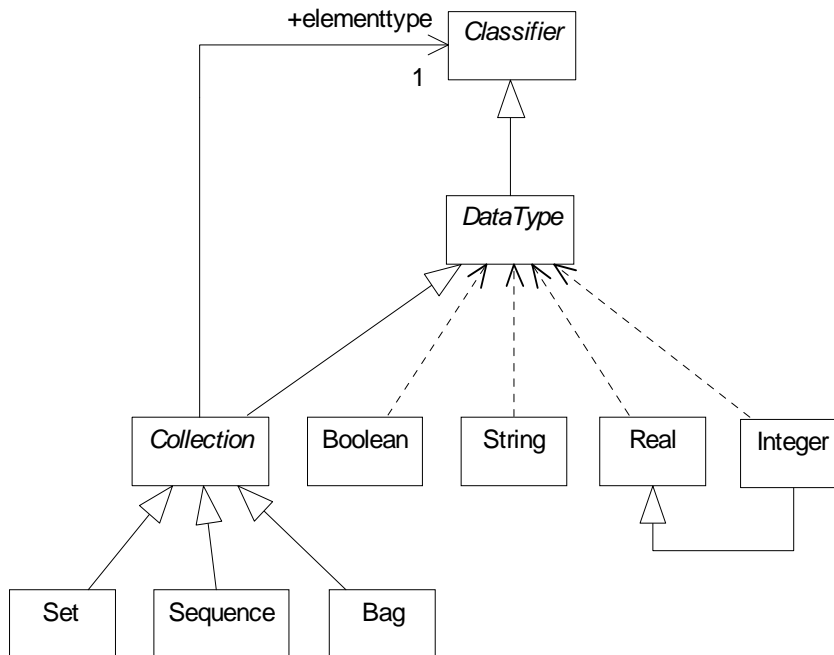 +elementtype
Classifier
1
DataType
Collection
Boolean
String
Real
Integer
Set
Sequence
Bag